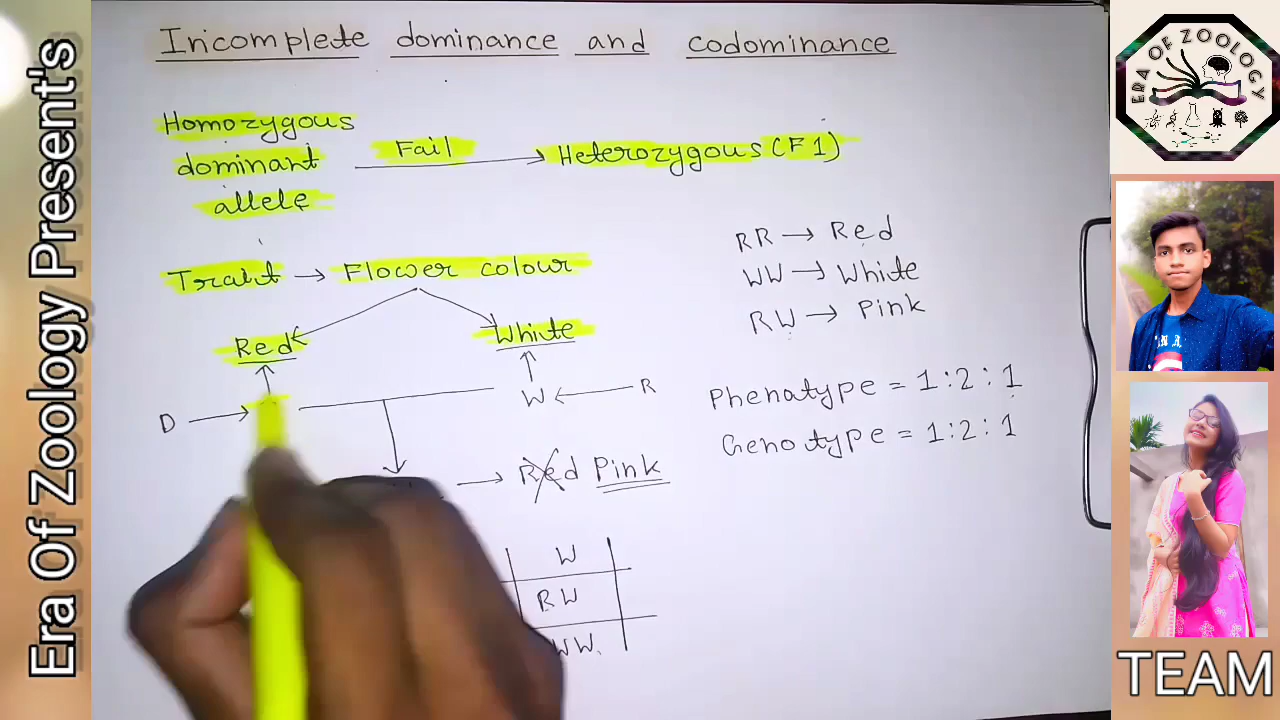 Era Of Zoology Present's
Incomplete dominance and codominance
Homozygous
dominant
allele
Fail
Heterozygous (F1)
Trait → Flower colour
Red
White
D
W ← R
→ Red Pink
W
RW
WW.
RR → Red
WW → White
RW → Pink
Phenatype = 1:2:1
Genotype = 1:2:1
ERA OF ZOOLOGY
TEAM